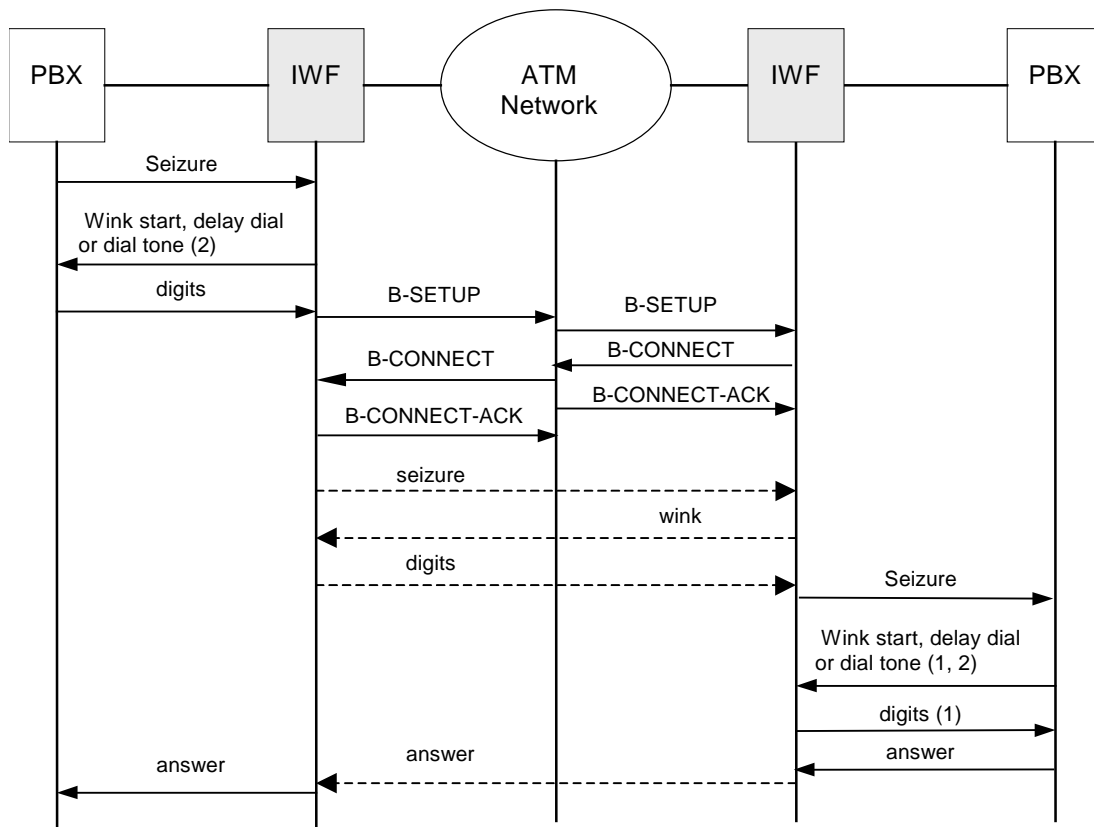 PBX
IWF
ATM
Network
IWF
PBX
Seizure
Wink start, delay dial
or dial tone (2)
digits
B-SETUP
B-SETUP
B-CONNECT
B-CONNECT
B-CONNECT-ACK
B-CONNECT-ACK
seizure
wink
digits
Seizure
Wink start, delay dial
or dial tone (1, 2)
digits (1)
answer
answer
answer